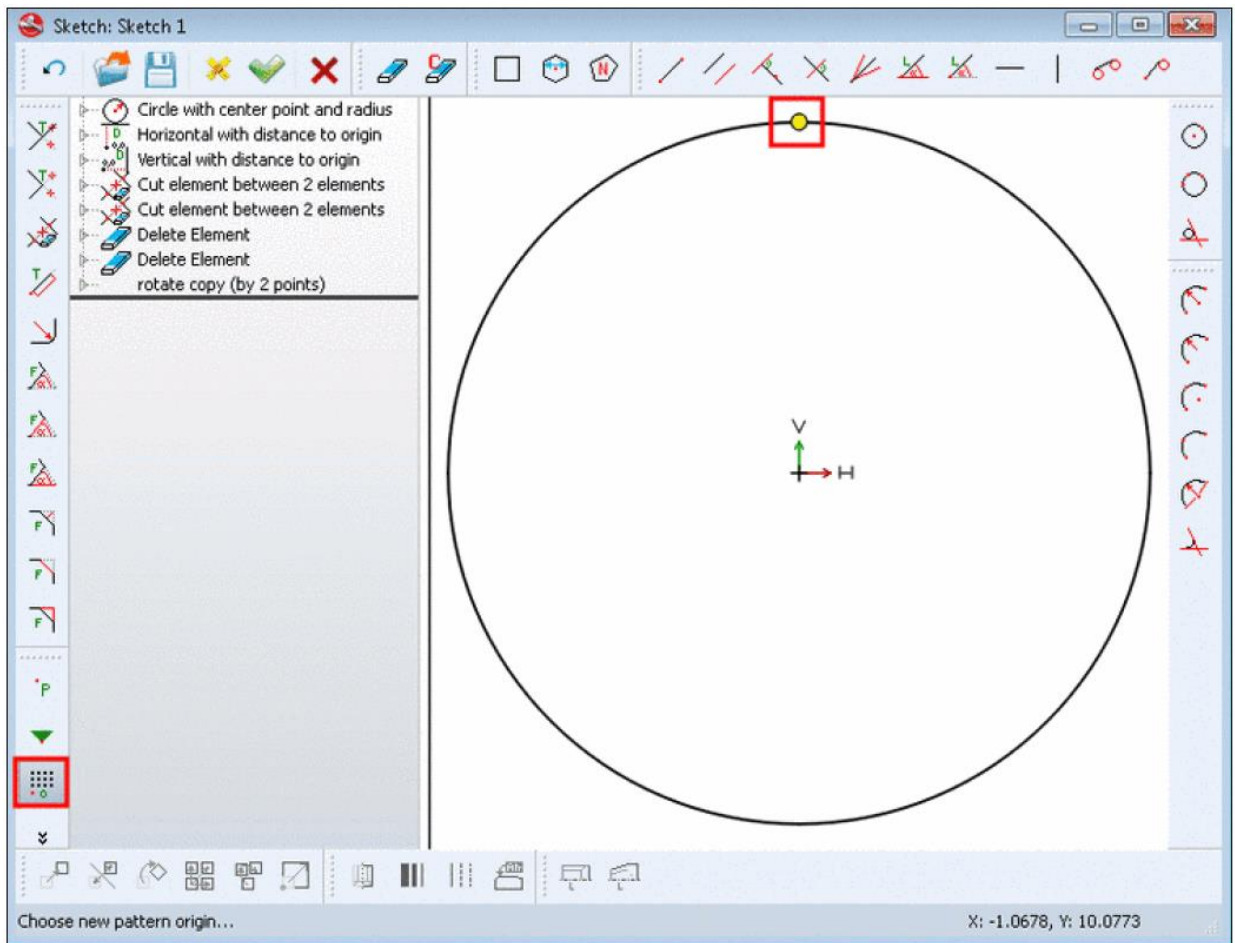 Sketch: Sketch 1
Circle with center point and radius
Horizontal with distance to origin
Vertical with distance to origin
Cut element between 2 elements
Cut element between 2 elements
Delete Element
Delete Element
rotate copy (by 2 points)
V
H
P
Choose new pattern origin...
X: -1.0678, Y: 10.0773